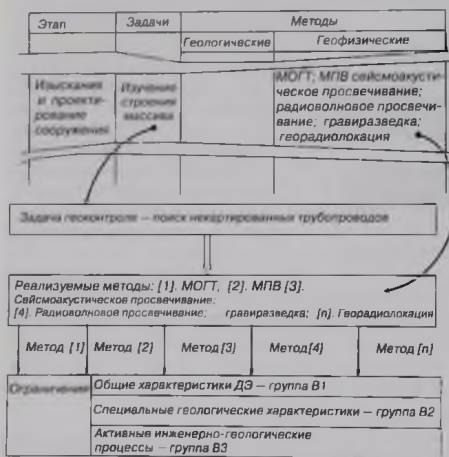 Этап Задачи Методы
Геологические Геофизические
Изыскания и проекти- рование сооружения
Изучение строения массива
МОГТ; МПВ сейсмоакусти-
ческое просвечивание;
радиоволновое просвечи-
вание; гравиразведка;
георадиолокация
Задача геоконтроля — поиск некартированных трубопроводов
Реализуемые методы: [1]. МОГТ, [2]. МПВ [3].
Сейсмоакустическое просвечивание:
[4]. Радиоволновое просвечивание; гравиразведка; [n]. Георадиолокация
Метод [1] Метод [2] Метод [3] Метод[4] Метод [n]
Ограничения
Общие характеристики ДЭ — группа В1
Специальные геологические характеристики — группа В2
Активные инженерно-геологические
процессы — группа В3